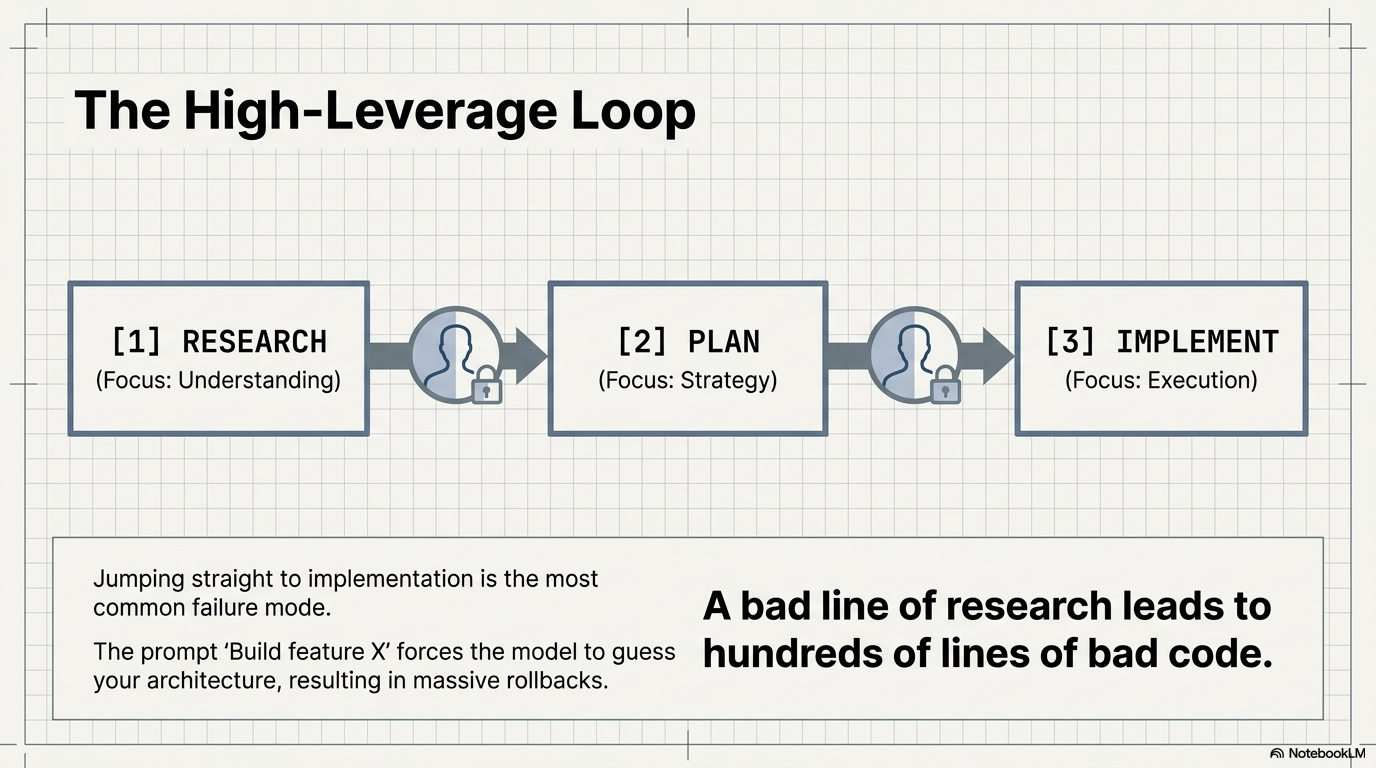 The High-Leverage Loop
[1] RESEARCH
(Focus: Understanding)
[2] PLAN
(Focus: Strategy)
[3] IMPLEMENT
(Focus: Execution)
Jumping straight to implementation is the most
common failure mode.
The prompt ‘Build feature X’ forces the model to guess
your architecture, resulting in massive rollbacks.
A bad line of research leads to
hundreds of lines of bad code.
NotebookLM